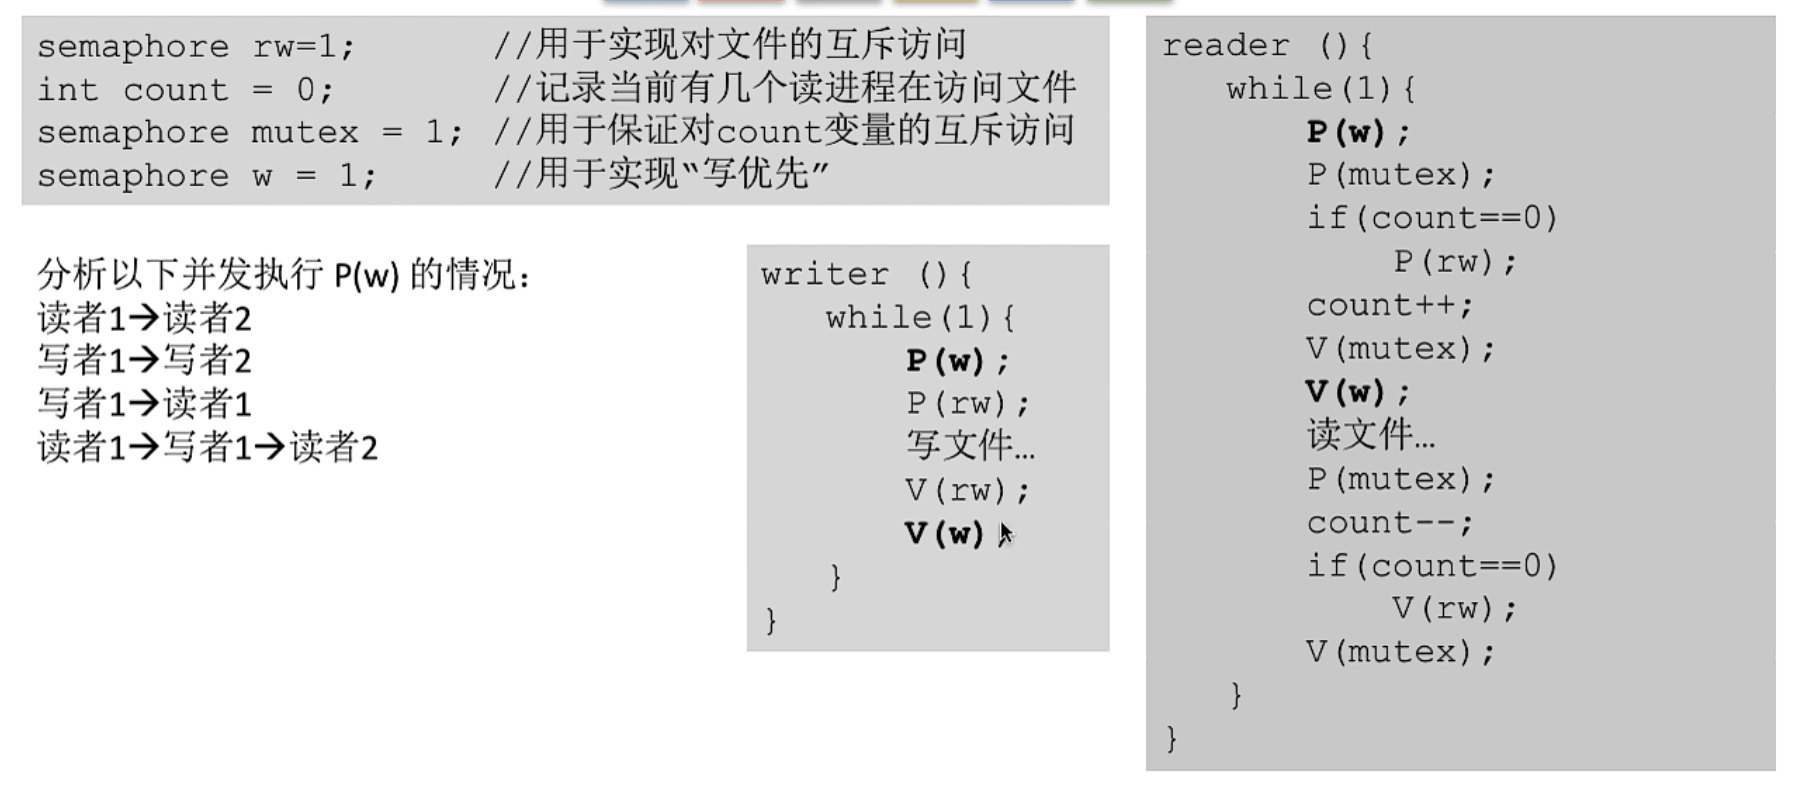 semaphore rw=1; //用于实现对文件的互斥访问
int count = 0; //记录当前有几个读进程在访问文件
semaphore mutex = 1; //用于保证对count变量的互斥访问
semaphore w = 1; //用于实现“写优先”
分析以下并发执行 P(w) 的情况：
读者1→读者2
写者1→写者2
写者1→读者1
读者1→写者1→读者2
writer (){
while(1){
P(w);
P(rw);
写文件…
V(rw);
V(w);
}
}
reader (){
while(1){
P(w);
P(mutex);
if(count==0)
P(rw);
count++;
V(mutex);
V(w);
读文件…
P(mutex);
count--;
if(count==0)
V(rw);
V(mutex);
}
}